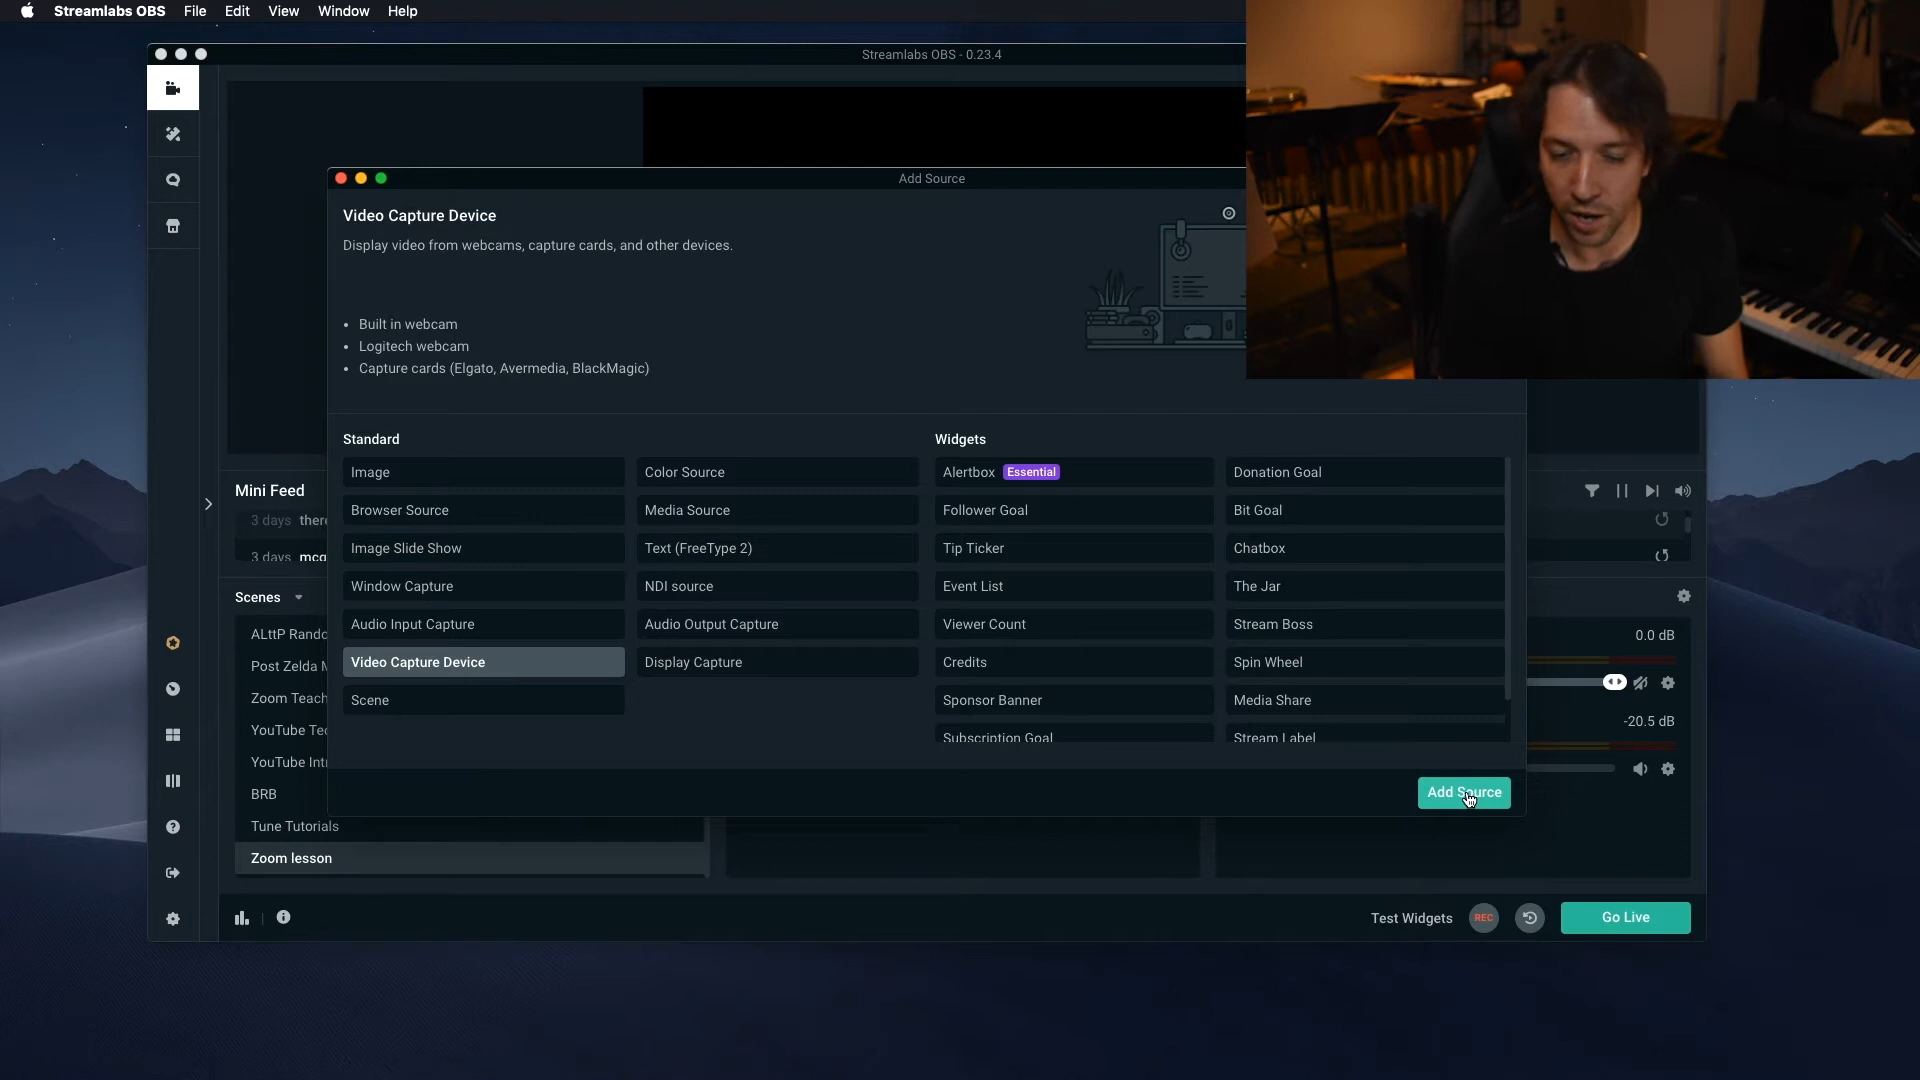 Streamlabs OBS File Edit View Window Help
Streamlabs OBS - 0.23.4
Add Source
Video Capture Device
Display video from webcams, capture cards, and other devices.
• Built in webcam
• Logitech webcam
• Capture cards (Elgato, Avermedia, BlackMagic)
Standard
Image
Color Source
Browser Source
Media Source
Image Slide Show
Text (FreeType 2)
Window Capture
NDI source
Audio Input Capture
Audio Output Capture
Video Capture Device
Display Capture
Scene
Widgets
Alertbox Essential
Donation Goal
Follower Goal
Bit Goal
Tip Ticker
Chatbox
Event List
The Jar
Viewer Count
Stream Boss
Credits
Spin Wheel
Sponsor Banner
Media Share
Subscription Goal
Stream Label
Add Source
Mini Feed
3 days there
3 days mcq
Scenes
ALttP Rando
Post Zelda
Zoom Teach
YouTube Tec
YouTube Int
BRB
Tune Tutorials
Zoom lesson
0.0 dB
-20.5 dB
Test Widgets
REC
Go Live